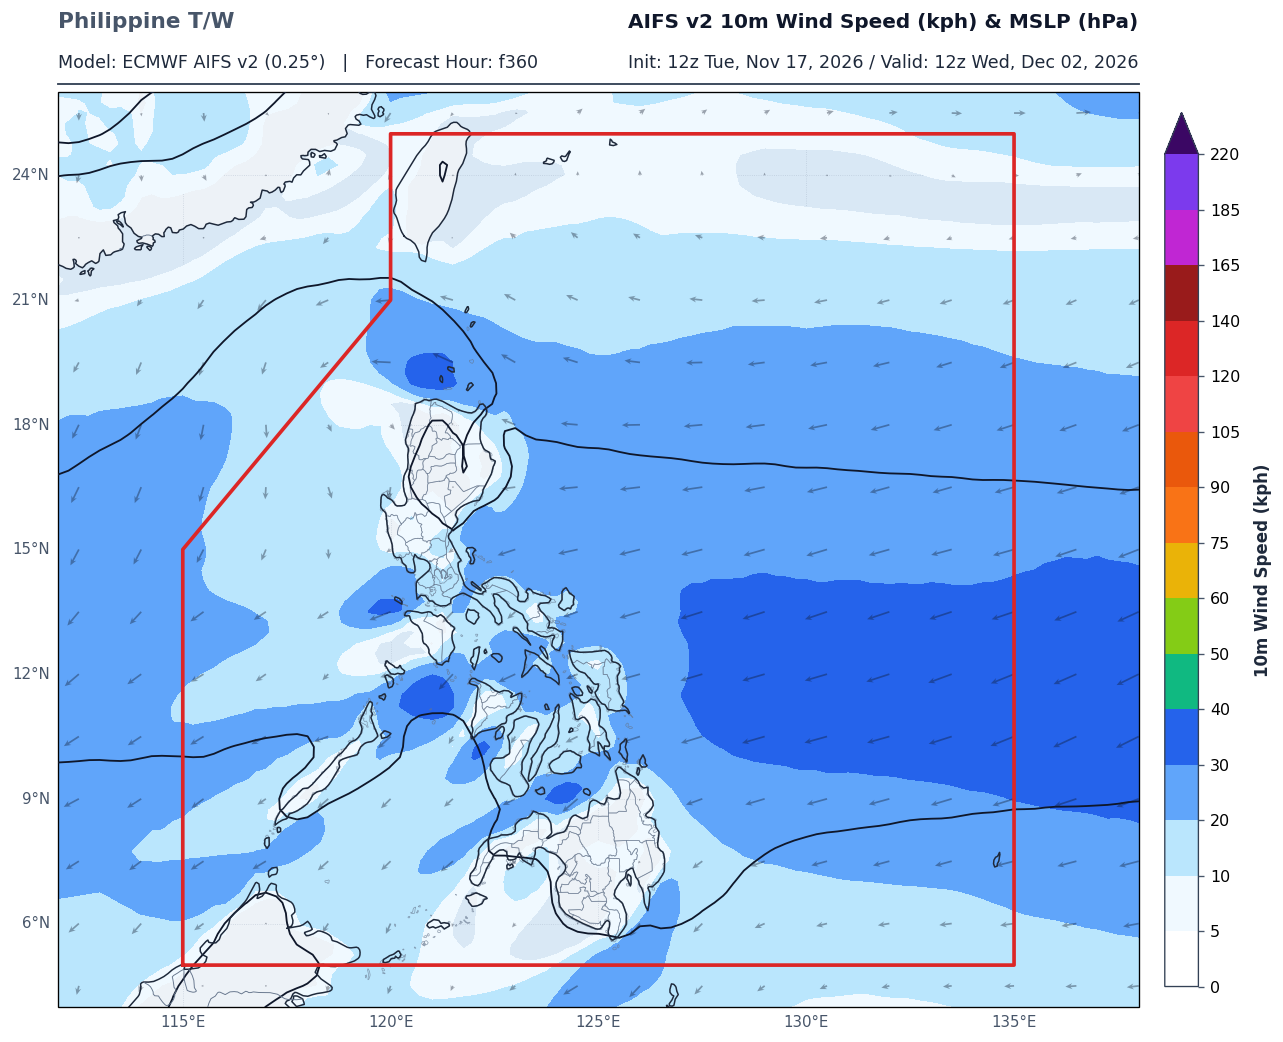 Philippine T/W
AIFS v2 10m Wind Speed (kph) & MSLP (hPa)
Model: ECMWF AIFS v2 (0.25°) | Forecast Hour: f360
Init: 12z Tue, Nov 17, 2026 / Valid: 12z Wed, Dec 02, 2026
24°N
21°N
18°N
15°N
12°N
9°N
6°N
115°E
120°E
125°E
130°E
135°E
220
185
165
140
120
105
90
75
60
50
40
30
20
10
5
0
10m Wind Speed (kph)